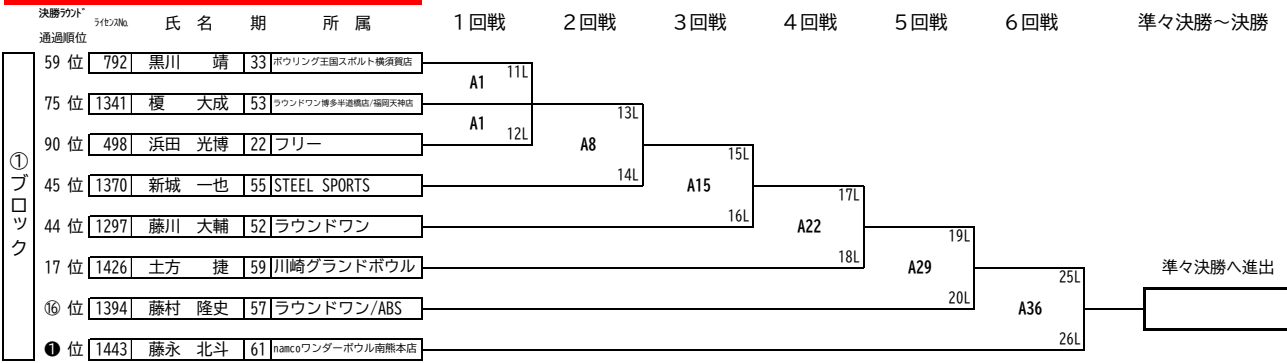 決勝ラウンド ライセンスNo. 氏 名 期 所 属 1回戦 2回戦 3回戦 4回戦 5回戦 6回戦 準々決勝～決勝
通過順位
①ブロック
59 位 792 黒川 靖 33 ボウリング王国スポルト横須賀店
75 位 1341 榎 大成 53 ラウンドワン博多半道橋店/福岡天神店
90 位 498 浜田 光博 22 フリー
45 位 1370 新城 一也 55 STEEL SPORTS
44 位 1297 藤川 大輔 52 ラウンドワン
17 位 1426 土方 捷 59 川崎グランドボウル
⑯ 位 1394 藤村 隆史 57 ラウンドワン/ABS
❶ 位 1443 藤永 北斗 61 namcoワンダーボウル南熊本店
11L
A1
A1
12L
13L
A8
14L
15L
A15
16L
17L
A22
18L
19L
A29
20L
25L
A36
26L
準々決勝へ進出